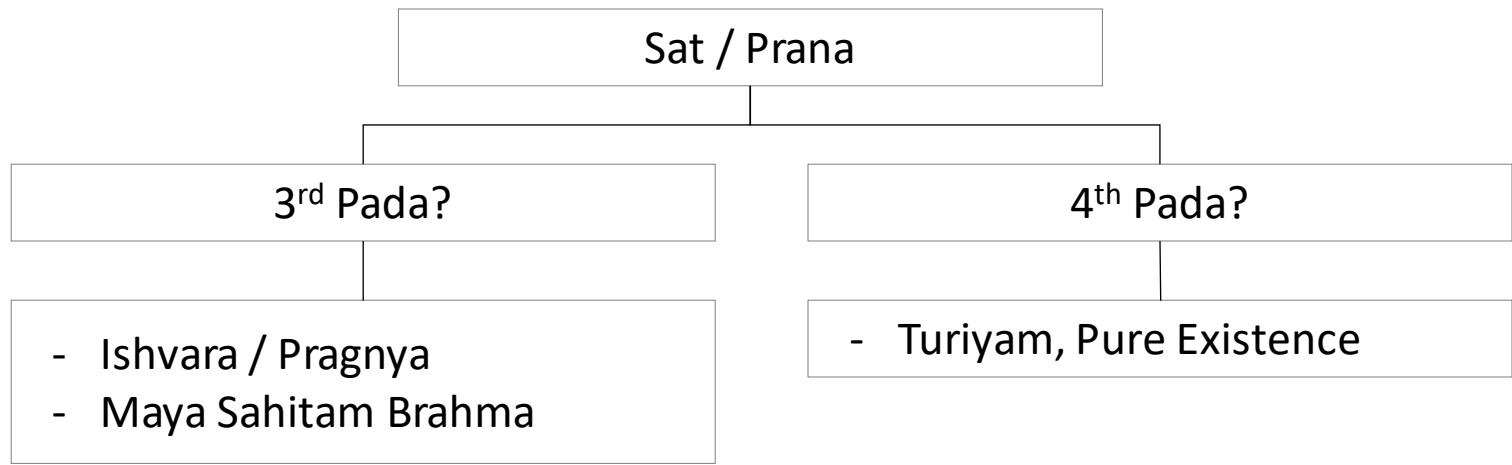 Sat / Prana
3rd Pada?
4th Pada?
- Ishvara / Pragnya
- Maya Sahitam Brahma
- Turiyam, Pure Existence